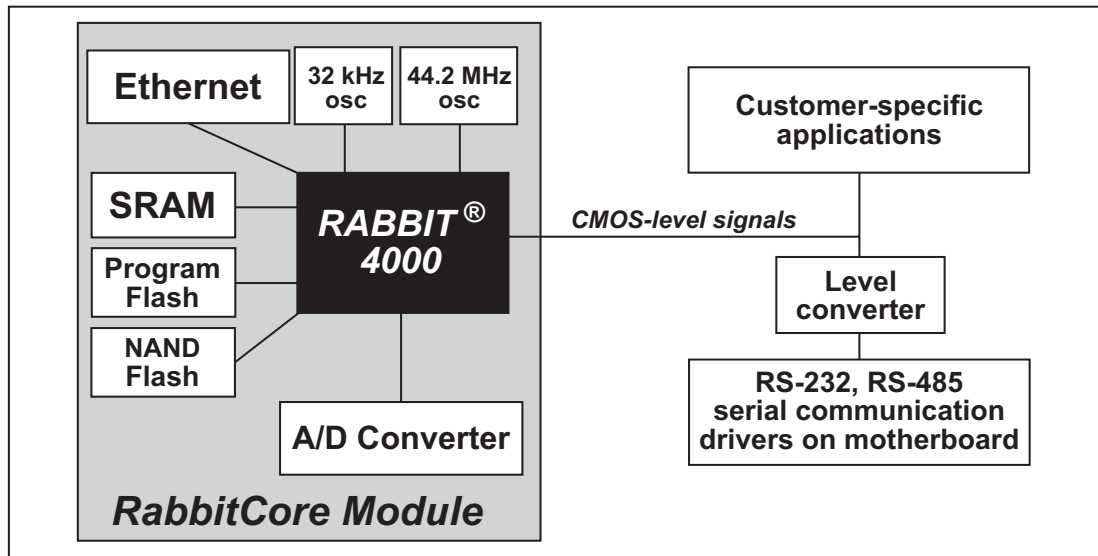 Ethernet
32 kHz
osc
44.2 MHz
osc
SRAM
Program
Flash
NAND
Flash
RABBIT®
4000
A/D Converter
RabbitCore Module
CMOS-level signals
Customer-specific
applications
Level
converter
RS-232, RS-485
serial communication
drivers on motherboard